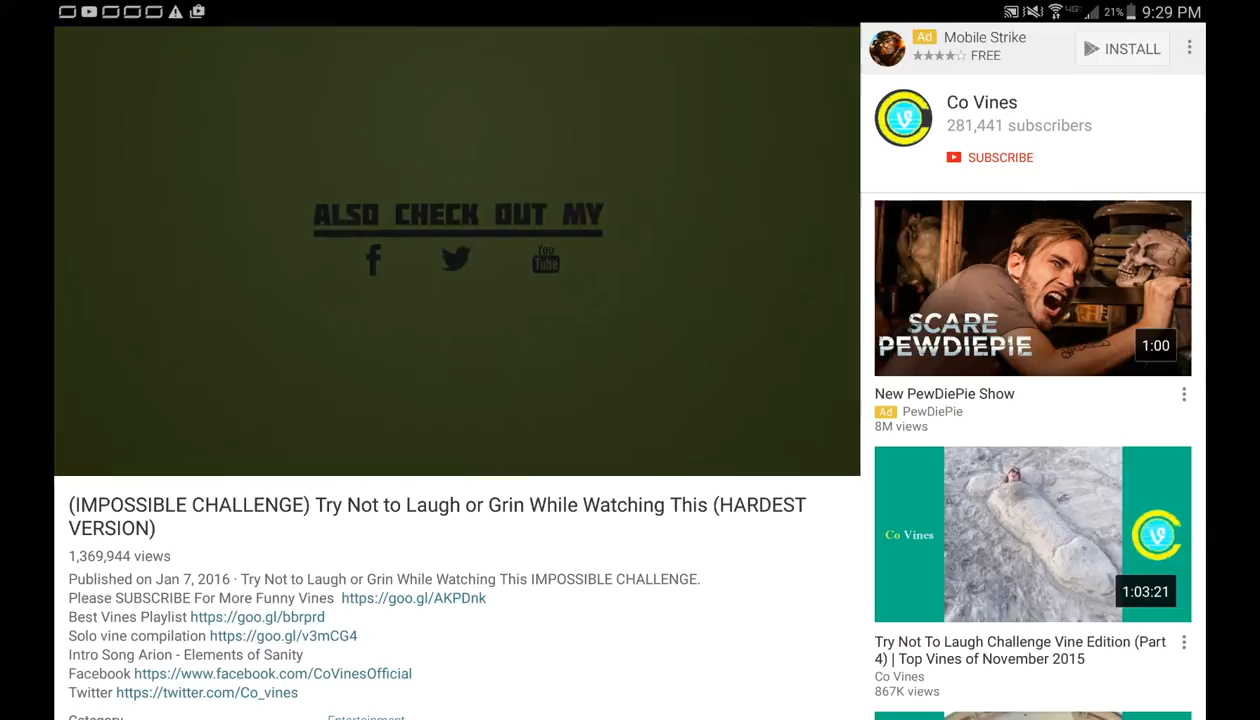 4G
21%
9:29 PM
ALSO CHECK OUT MY
f
You
Tube
(IMPOSSIBLE CHALLENGE) Try Not to Laugh or Grin While Watching This (HARDEST
VERSION)
1,369,944 views
Published on Jan 7, 2016 · Try Not to Laugh or Grin While Watching This IMPOSSIBLE CHALLENGE.
Please SUBSCRIBE For More Funny Vines https://goo.gl/AKPDnk
Best Vines Playlist https://goo.gl/bbrprd
Solo vine compilation https://goo.gl/v3mCG4
Intro Song Arion - Elements of Sanity
Facebook https://www.facebook.com/CoVinesOfficial
Twitter https://twitter.com/Co_vines
Category Entertainment
Ad Mobile Strike
FREE
INSTALL
Co Vines
281,441 subscribers
SUBSCRIBE
SCARE
PEWDIEPIE
1:00
New PewDiePie Show
Ad PewDiePie
8M views
Co Vines
1:03:21
Try Not To Laugh Challenge Vine Edition (Part
4) | Top Vines of November 2015
Co Vines
867K views